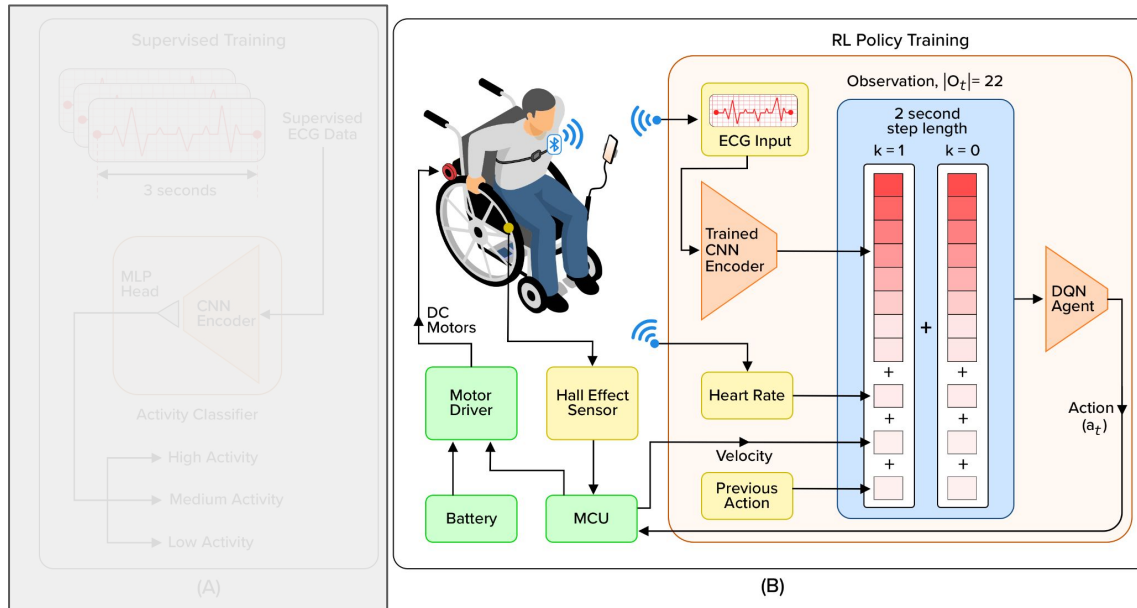 Supervised Training
Supervised
ECG Data
3 seconds
MLP
Head
CNN
Encoder
Activity Classifier
High Activity
Medium Activity
Low Activity
(A)
RL Policy Training
Observation, |Oₜ|= 22
2 second
step length
k = 1
k = 0
ECG Input
Trained
CNN
Encoder
DQN
Agent
+
DC
Motors
Motor
Driver
Hall Effect
Sensor
Heart Rate
+
+
Action
(aₜ)
+
+
Velocity
+
+
Battery
MCU
Previous
Action
(B)